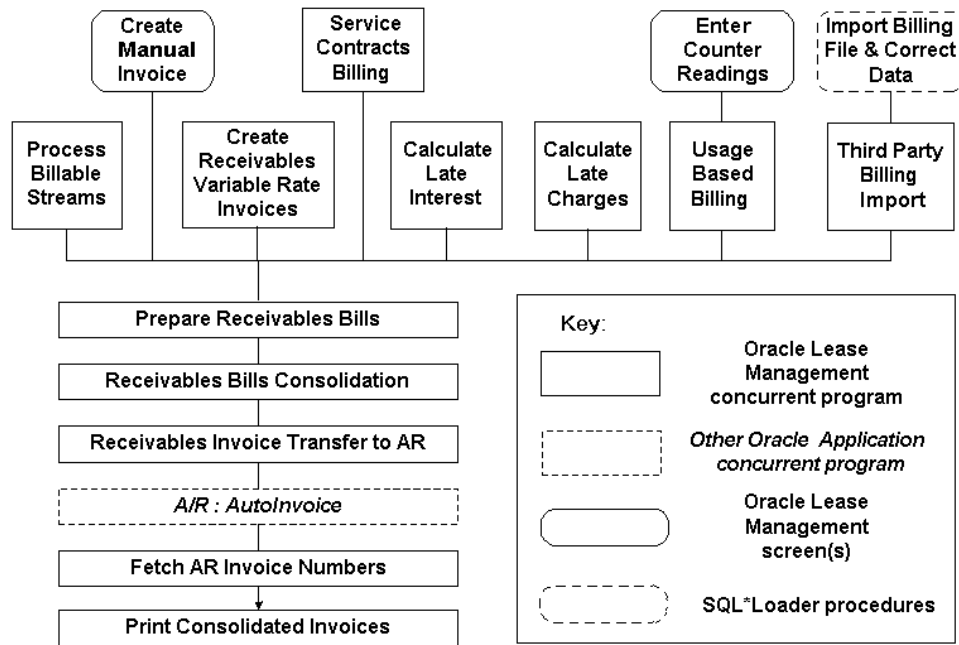 Create
Manual
Invoice
Service
Contracts
Billing
Enter
Counter
Readings
Import Billing
File & Correct
Data
Process
Billable
Streams
Create
Receivables
Variable Rate
Invoices
Calculate
Late
Interest
Calculate
Late
Charges
Usage
Based
Billing
Third Party
Billing
Import
Prepare Receivables Bills
Receivables Bills Consolidation
Receivables Invoice Transfer to AR
A/R : AutoInvoice
Fetch AR Invoice Numbers
Print Consolidated Invoices
Key:
Oracle Lease
Management
concurrent program
Other Oracle Application
concurrent program
Oracle Lease
Management
screen(s)
SQL*Loader procedures